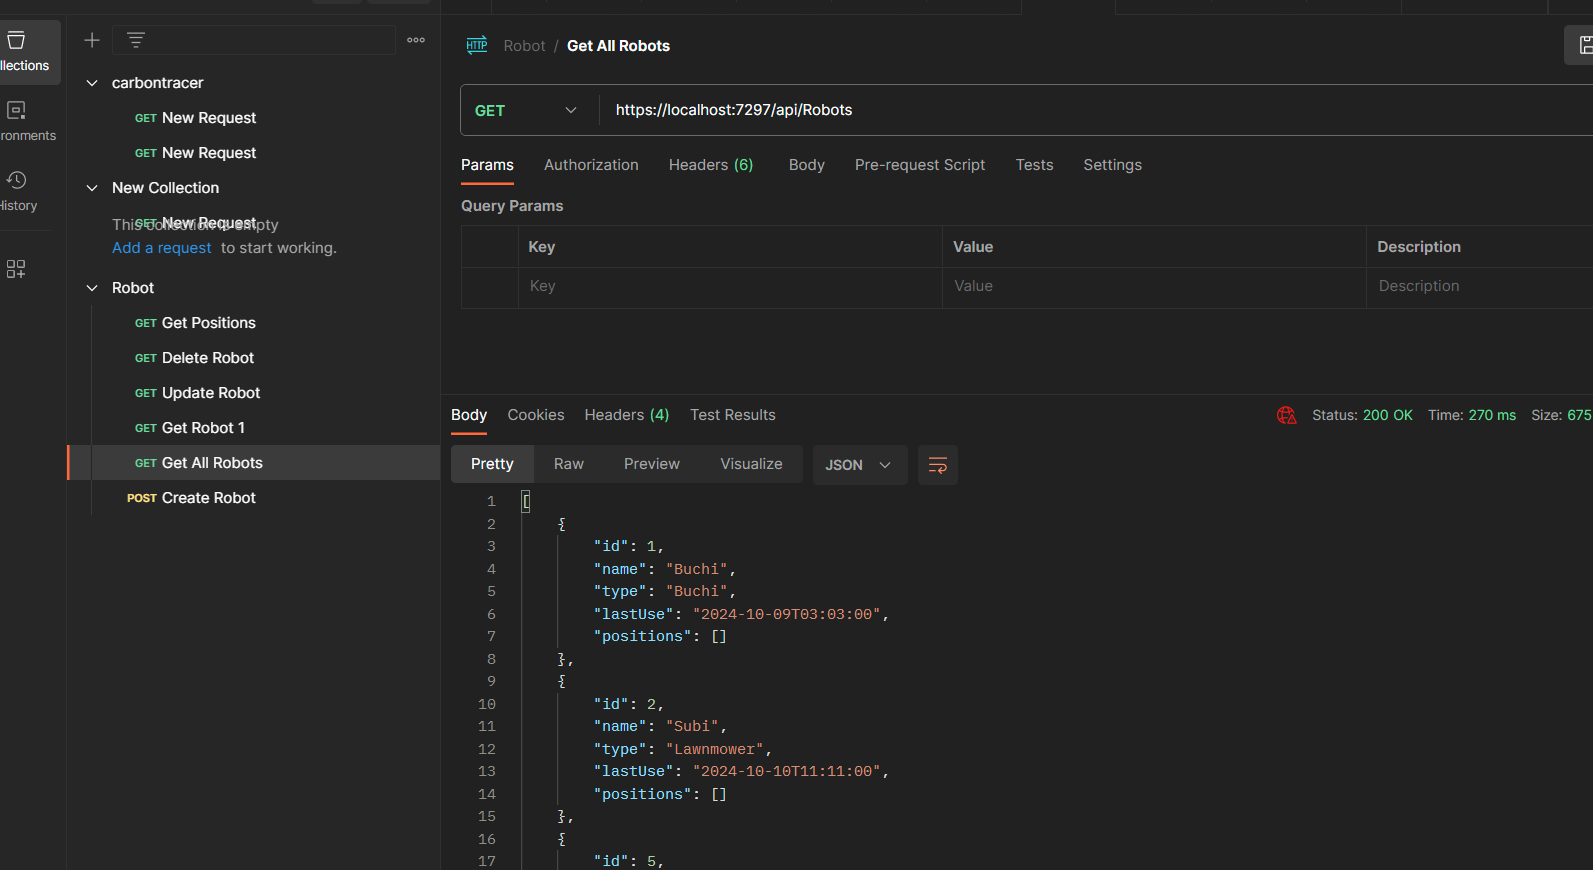 llections
ronments
History
carbontracer
GET New Request
GET New Request
New Collection
GET New Request
This collection is empty
Add a request to start working.
Robot
GET Get Positions
GET Delete Robot
GET Update Robot
GET Get Robot 1
GET Get All Robots
POST Create Robot
HTTP Robot / Get All Robots
GET https://localhost:7297/api/Robots
Params Authorization Headers (6) Body Pre-request Script Tests Settings
Query Params
Key Value Description
Key Value Description
Body Cookies Headers (4) Test Results Status: 200 OK Time: 270 ms Size: 675
Pretty Raw Preview Visualize JSON
1 [
2 {
3 "id": 1,
4 "name": "Buchi",
5 "type": "Buchi",
6 "lastUse": "2024-10-09T03:03:00",
7 "positions": []
8 },
9 {
10 "id": 2,
11 "name": "Subi",
12 "type": "Lawnmower",
13 "lastUse": "2024-10-10T11:11:00",
14 "positions": []
15 },
16 {
17 "id": 5,